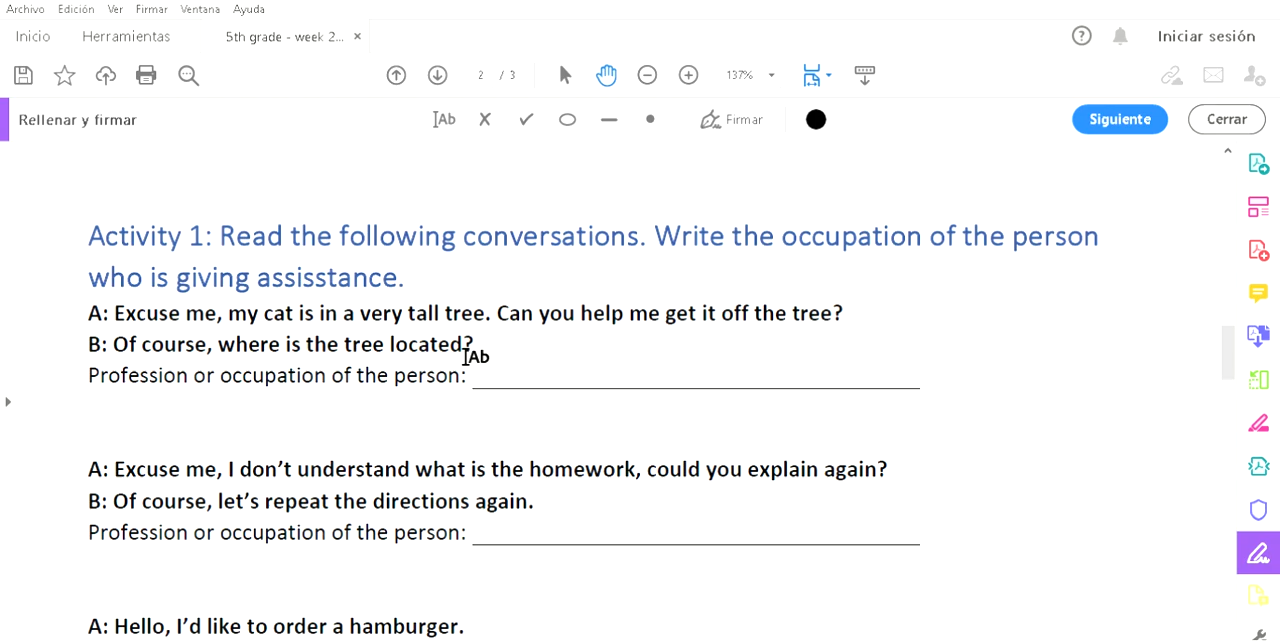 Archivo Edición Ver Firmar Ventana Ayuda
Inicio Herramientas 5th grade - week 2... × Iniciar sesión
2 / 3 137%
Rellenar y firmar Ab Firmar Siguiente Cerrar
Activity 1: Read the following conversations. Write the occupation of the person
who is giving assisstance.
A: Excuse me, my cat is in a very tall tree. Can you help me get it off the tree?
B: Of course, where is the tree located?
Ab
Profession or occupation of the person: ______________________
A: Excuse me, I don’t understand what is the homework, could you explain again?
B: Of course, let’s repeat the directions again.
Profession or occupation of the person: ______________________
A: Hello, I’d like to order a hamburger.